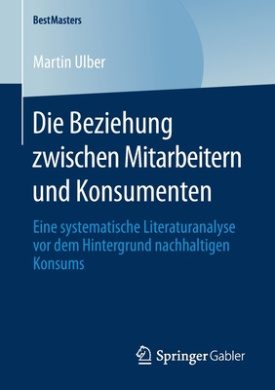 BestMasters
Martin Ulber
Die Beziehung
zwischen Mitarbeitern
und Konsumenten
Eine systematische Literaturanalyse
vor dem Hintergrund nachhaltigen
Konsums
Springer Gabler